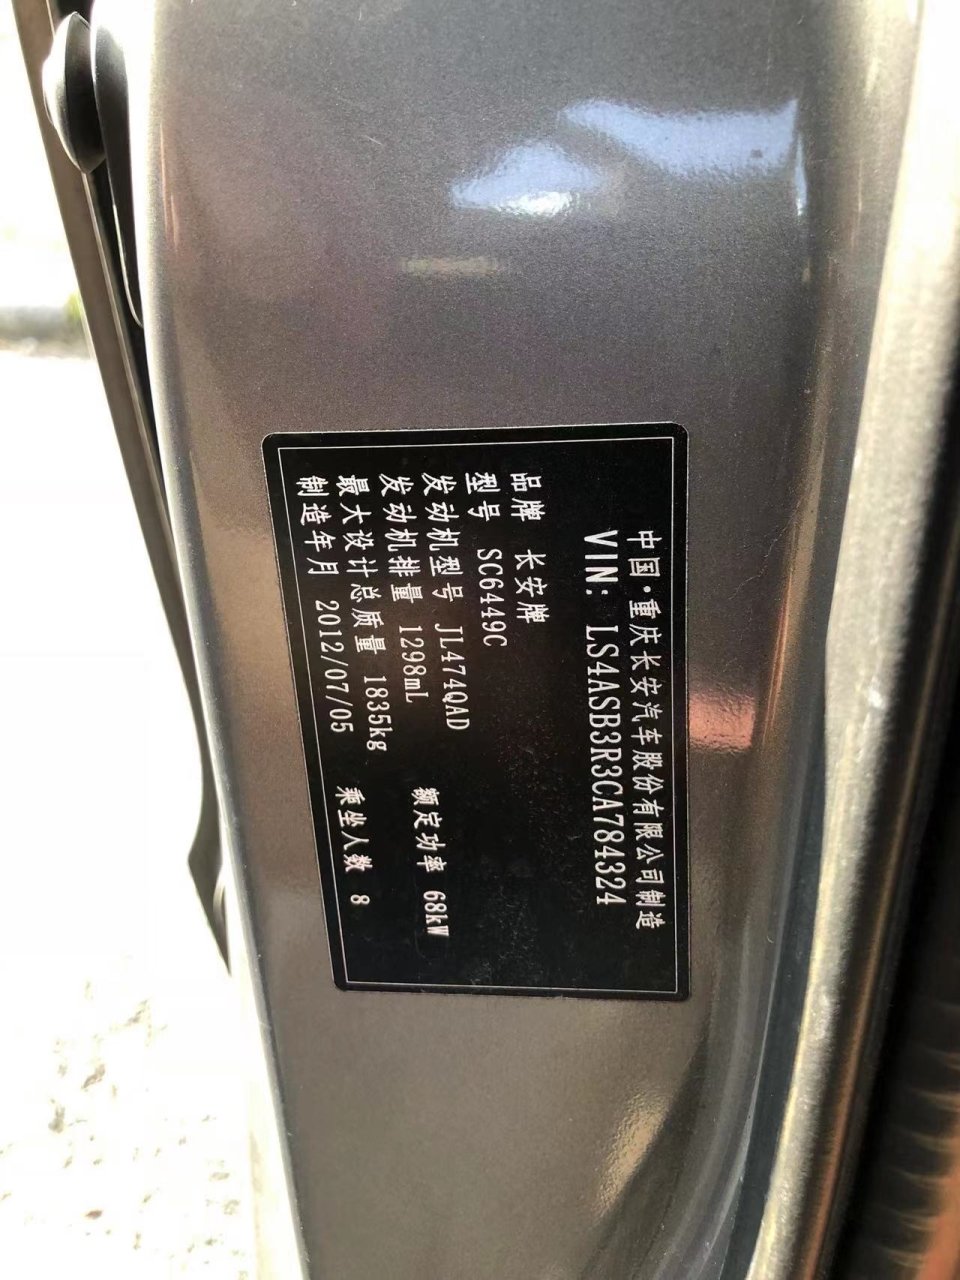 中国·重庆长安汽车股份有限公司制造
VIN: LS4ASB3R3CA784324
品牌 长安牌
型号 SC6449C
发动机型号 JL474QAD
发动机排量 1298mL 额定功率 68kW
最大设计总质量 1835kg
制造年月 2012/07/05 乘坐人数 8